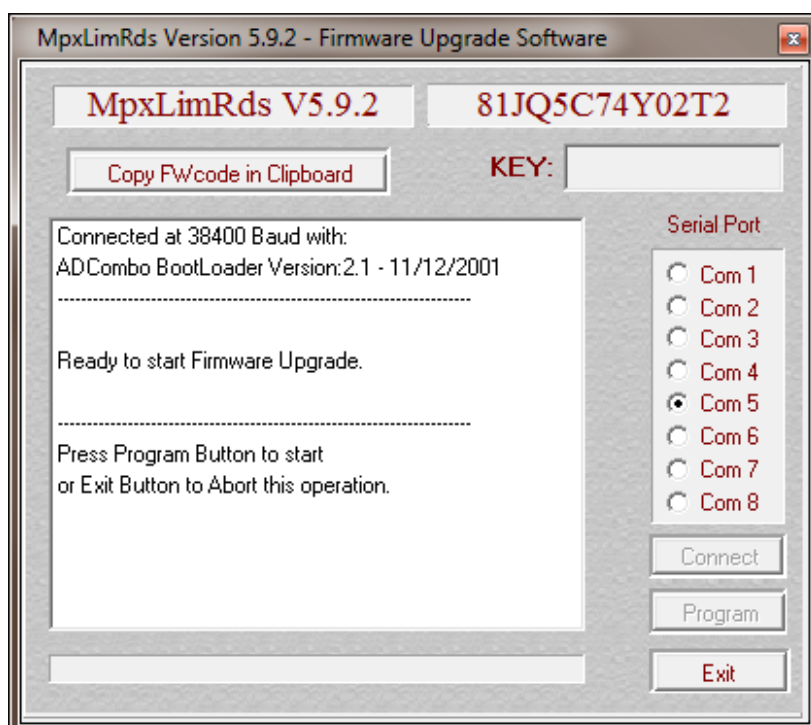 MpxLimRds Version 5.9.2 - Firmware Upgrade Software
MpxLimRds V5.9.2
81JQ5C74Y02T2
Copy FWcode in Clipboard
KEY:
Connected at 38400 Baud with:
ADCombo BootLoader Version:2.1 - 11/12/2001
-----------------------------------------------------------------------
Ready to start Firmware Upgrade.
-----------------------------------------------------------------------
Press Program Button to start
or Exit Button to Abort this operation.
Serial Port
Com 1
Com 2
Com 3
Com 4
Com 5
Com 6
Com 7
Com 8
Connect
Program
Exit